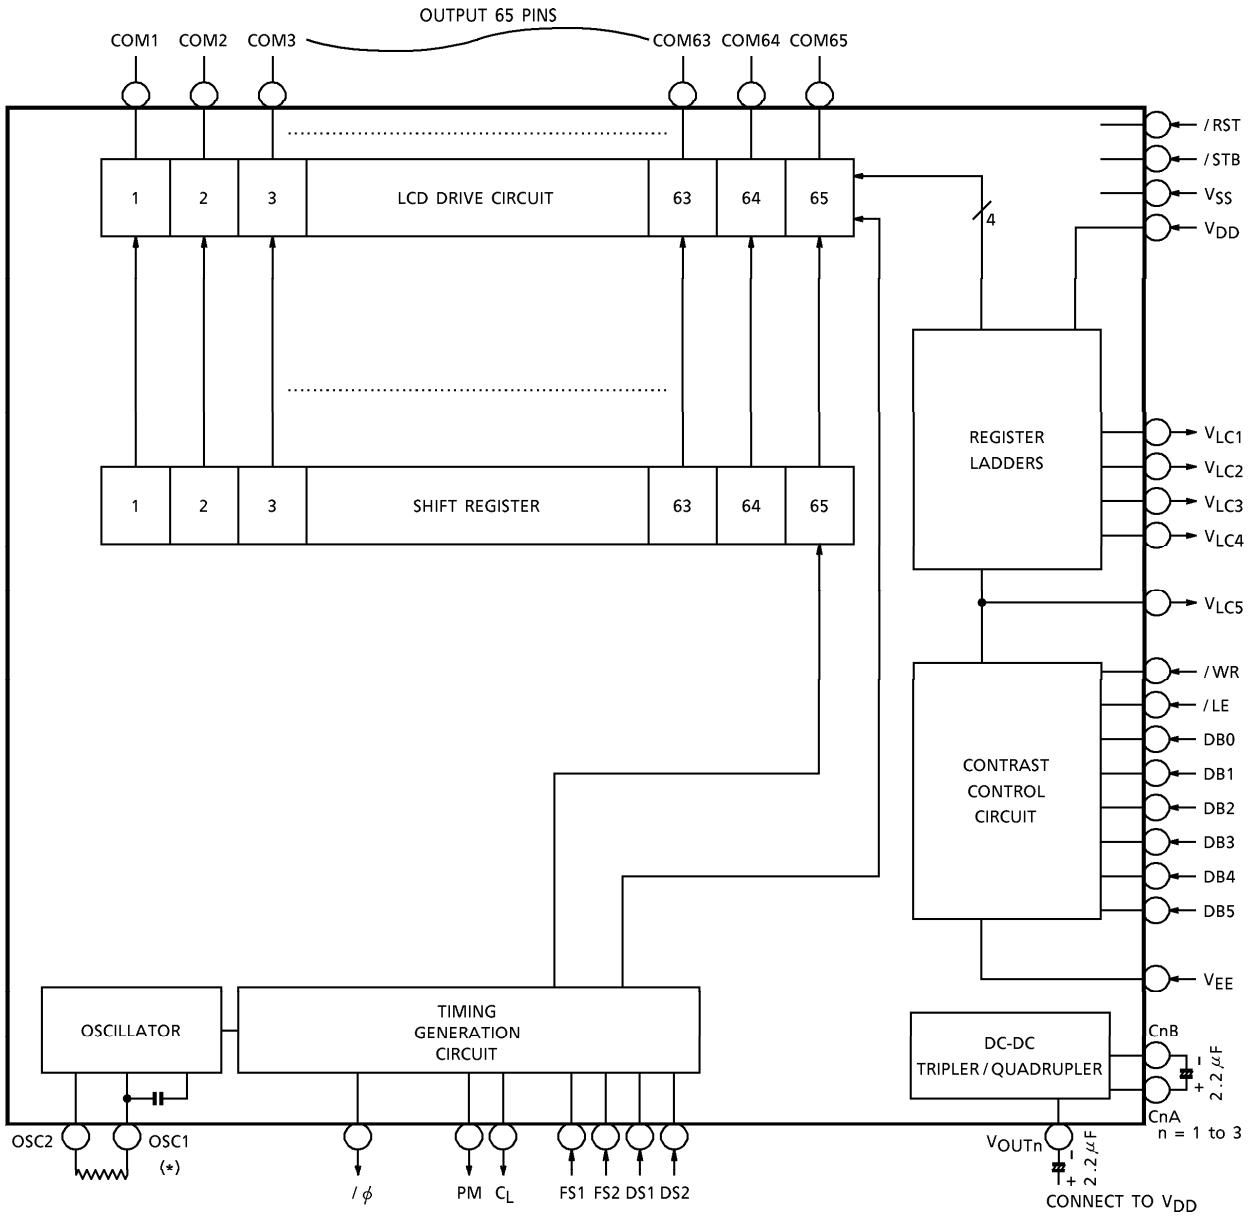 OUTPUT 65 PINS
COM1 COM2 COM3 COM63 COM64 COM65
/RST
/STB
VSS
VDD
1 2 3 LCD DRIVE CIRCUIT 63 64 65
4
REGISTER
LADDERS
VLC1
VLC2
VLC3
VLC4
1 2 3 SHIFT REGISTER 63 64 65
VLC5
/WR
/LE
DB0
DB1
DB2
DB3
DB4
DB5
CONTRAST
CONTROL
CIRCUIT
VEE
OSCILLATOR
TIMING
GENERATION
CIRCUIT
DC-DC
TRIPLER/QUADRUPLER
CnB
- 2.2μF +
CnA
n = 1 to 3
OSC2 OSC1
(*)
/ϕ PM CL FS1 FS2 DS1 DS2
VOUTn
- 2.2μF +
CONNECT TO VDD